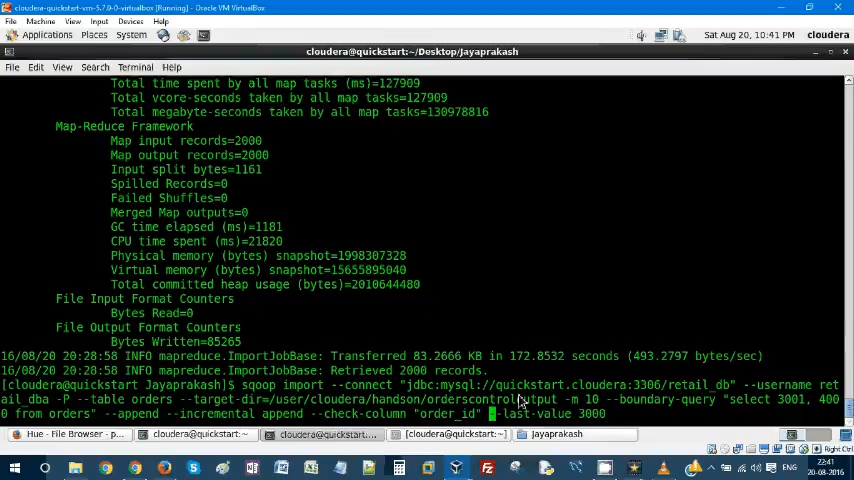 cloudera-quickstart-vm-5.7.0-0-virtualbox [Running] - Oracle VM VirtualBox
File Machine View Input Devices Help
Applications Places System Sat Aug 20, 10:41 PM cloudera
cloudera@quickstart:~/Desktop/Jayaprakash
File Edit View Search Terminal Help
Total time spent by all map tasks (ms)=127909
Total vcore-seconds taken by all map tasks=127909
Total megabyte-seconds taken by all map tasks=130978816
Map-Reduce Framework
Map input records=2000
Map output records=2000
Input split bytes=1161
Spilled Records=0
Failed Shuffles=0
Merged Map outputs=0
GC time elapsed (ms)=1181
CPU time spent (ms)=21820
Physical memory (bytes) snapshot=1998307328
Virtual memory (bytes) snapshot=15655895040
Total committed heap usage (bytes)=2010644480
File Input Format Counters
Bytes Read=0
File Output Format Counters
Bytes Written=85265
16/08/20 20:28:58 INFO mapreduce.ImportJobBase: Transferred 83.2666 KB in 172.8532 seconds (493.2797 bytes/sec)
16/08/20 20:28:58 INFO mapreduce.ImportJobBase: Retrieved 2000 records.
[cloudera@quickstart Jayaprakash]$ sqoop import --connect "jdbc:mysql://quickstart.cloudera:3306/retail_db" --username ret
ail_dba -P --table orders --target-dir=/user/cloudera/handson/orderscontroloutput -m 10 --boundary-query "select 3001, 400
0 from orders" --append --incremental append --check-column "order_id" --last-value 3000
Hue - File Browser - p... cloudera@quickstart:~... cloudera@quickstart:~... [cloudera@quickstart:~] Jayaprakash
Right Ctrl
ENG 22:41
20-08-2016